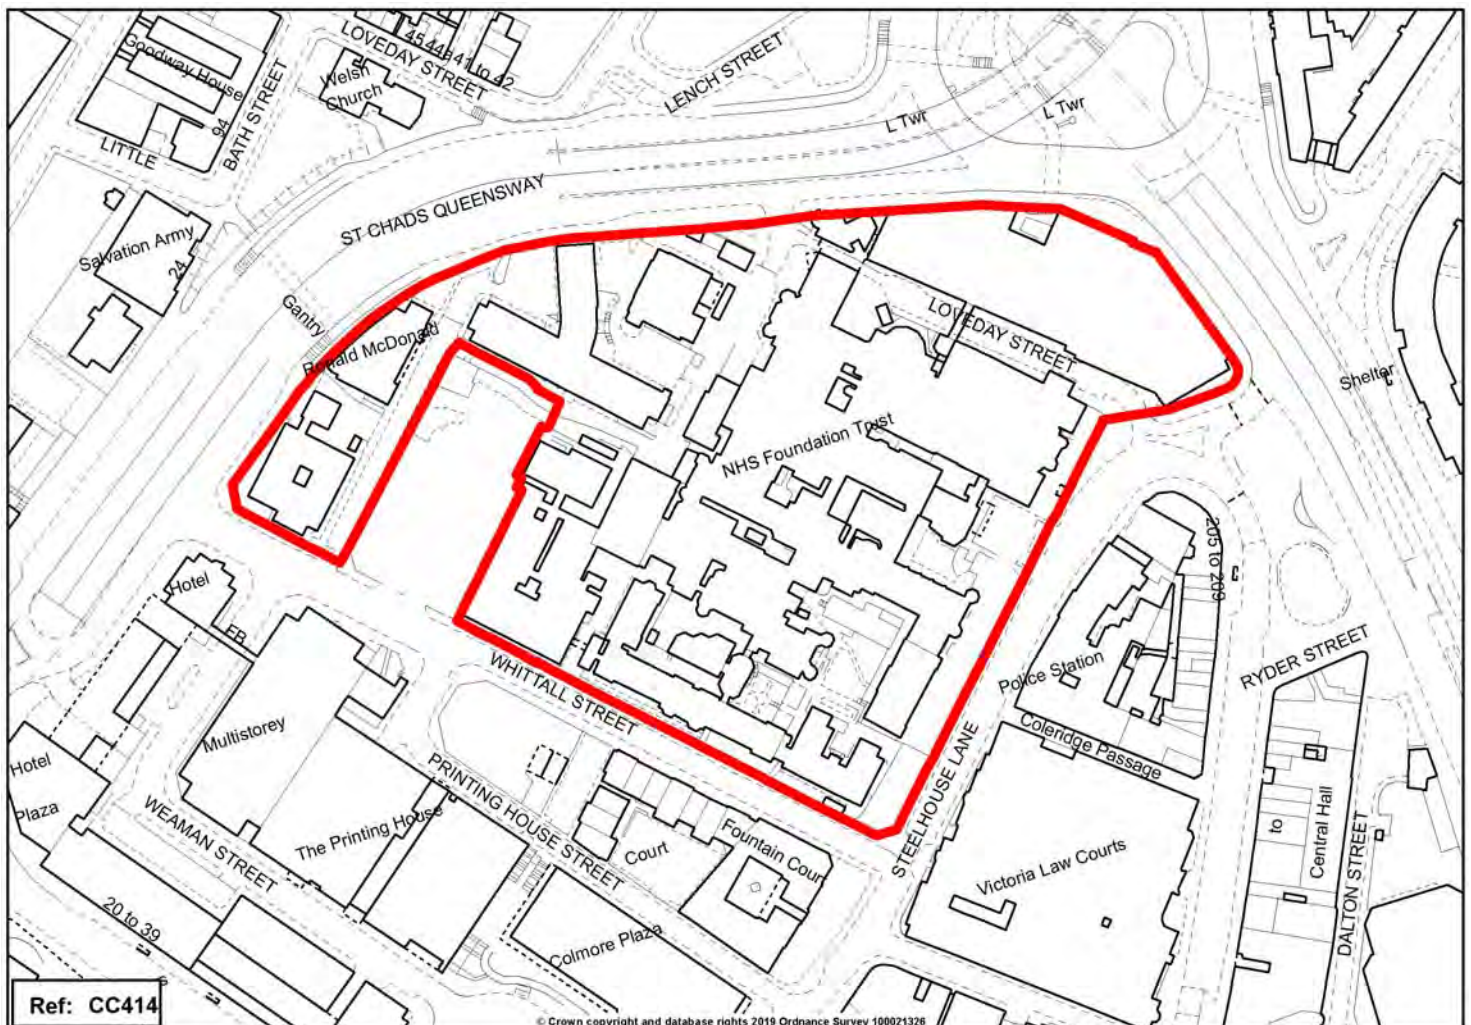 45 44a 41 to 42
LOVEDAY STREET
Goodway House
Welsh
Church
LENCH STREET
L Twr
L Twr
94
BATH STREET
LITTLE
ST CHADS QUEENSWAY
Salvation Army
24
Gantry
Ronald McDonald
LOVEDAY STREET
Shelter
NHS Foundation Trust
205 to 209
Hotel
FB
RYDER STREET
Police Station
WHITTALL STREET
Multistorey
Coleridge Passage
STEELHOUSE LANE
Hotel
Plaza
PRINTING HOUSE STREET
WEAMAN STREET
The Printing House
Court
Fountain Cour
Victoria Law Courts
to
Central Hall
DALTON STREET
20 to 39
Colmore Plaza
Ref: CC414
© Crown copyright and database rights 2019 Ordnance Survey 100021326